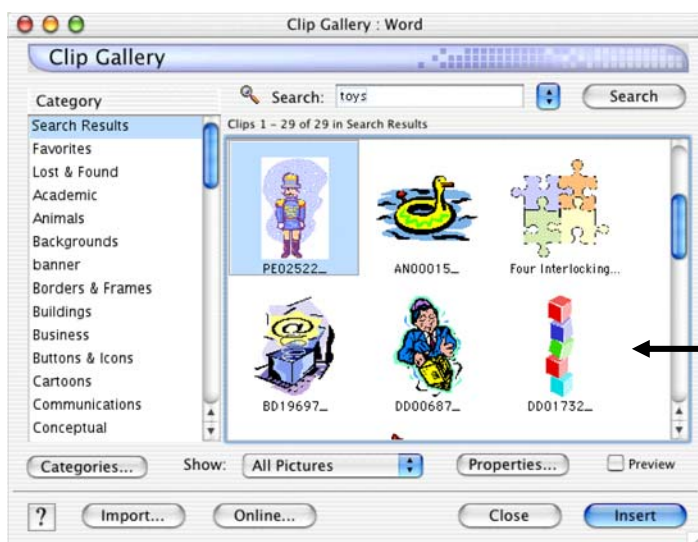 Clip Gallery : Word
Clip Gallery
Category
Search: toys
Search
Search Results
Clips 1 – 29 of 29 in Search Results
Favorites
Lost & Found
Academic
Animals
Backgrounds
banner
Borders & Frames
Buildings
Business
Buttons & Icons
Cartoons
Communications
Conceptual
PE02522_
AN00015_
Four Interlocking...
@
@
BD19697_
DD00687_
DD01732_
Categories...
Show: All Pictures
Properties...
Preview
?
Import...
Online...
Close
Insert